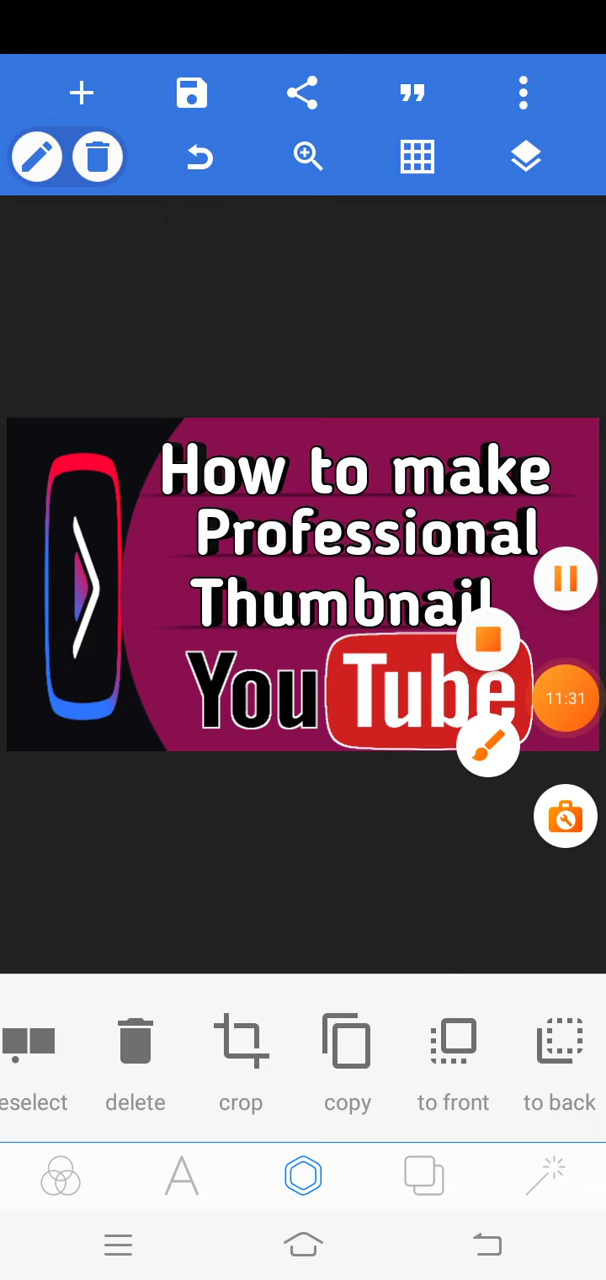 How to make
Professional
Thumbnail
YouTube
11:31
eselect
delete
crop
copy
to front
to back